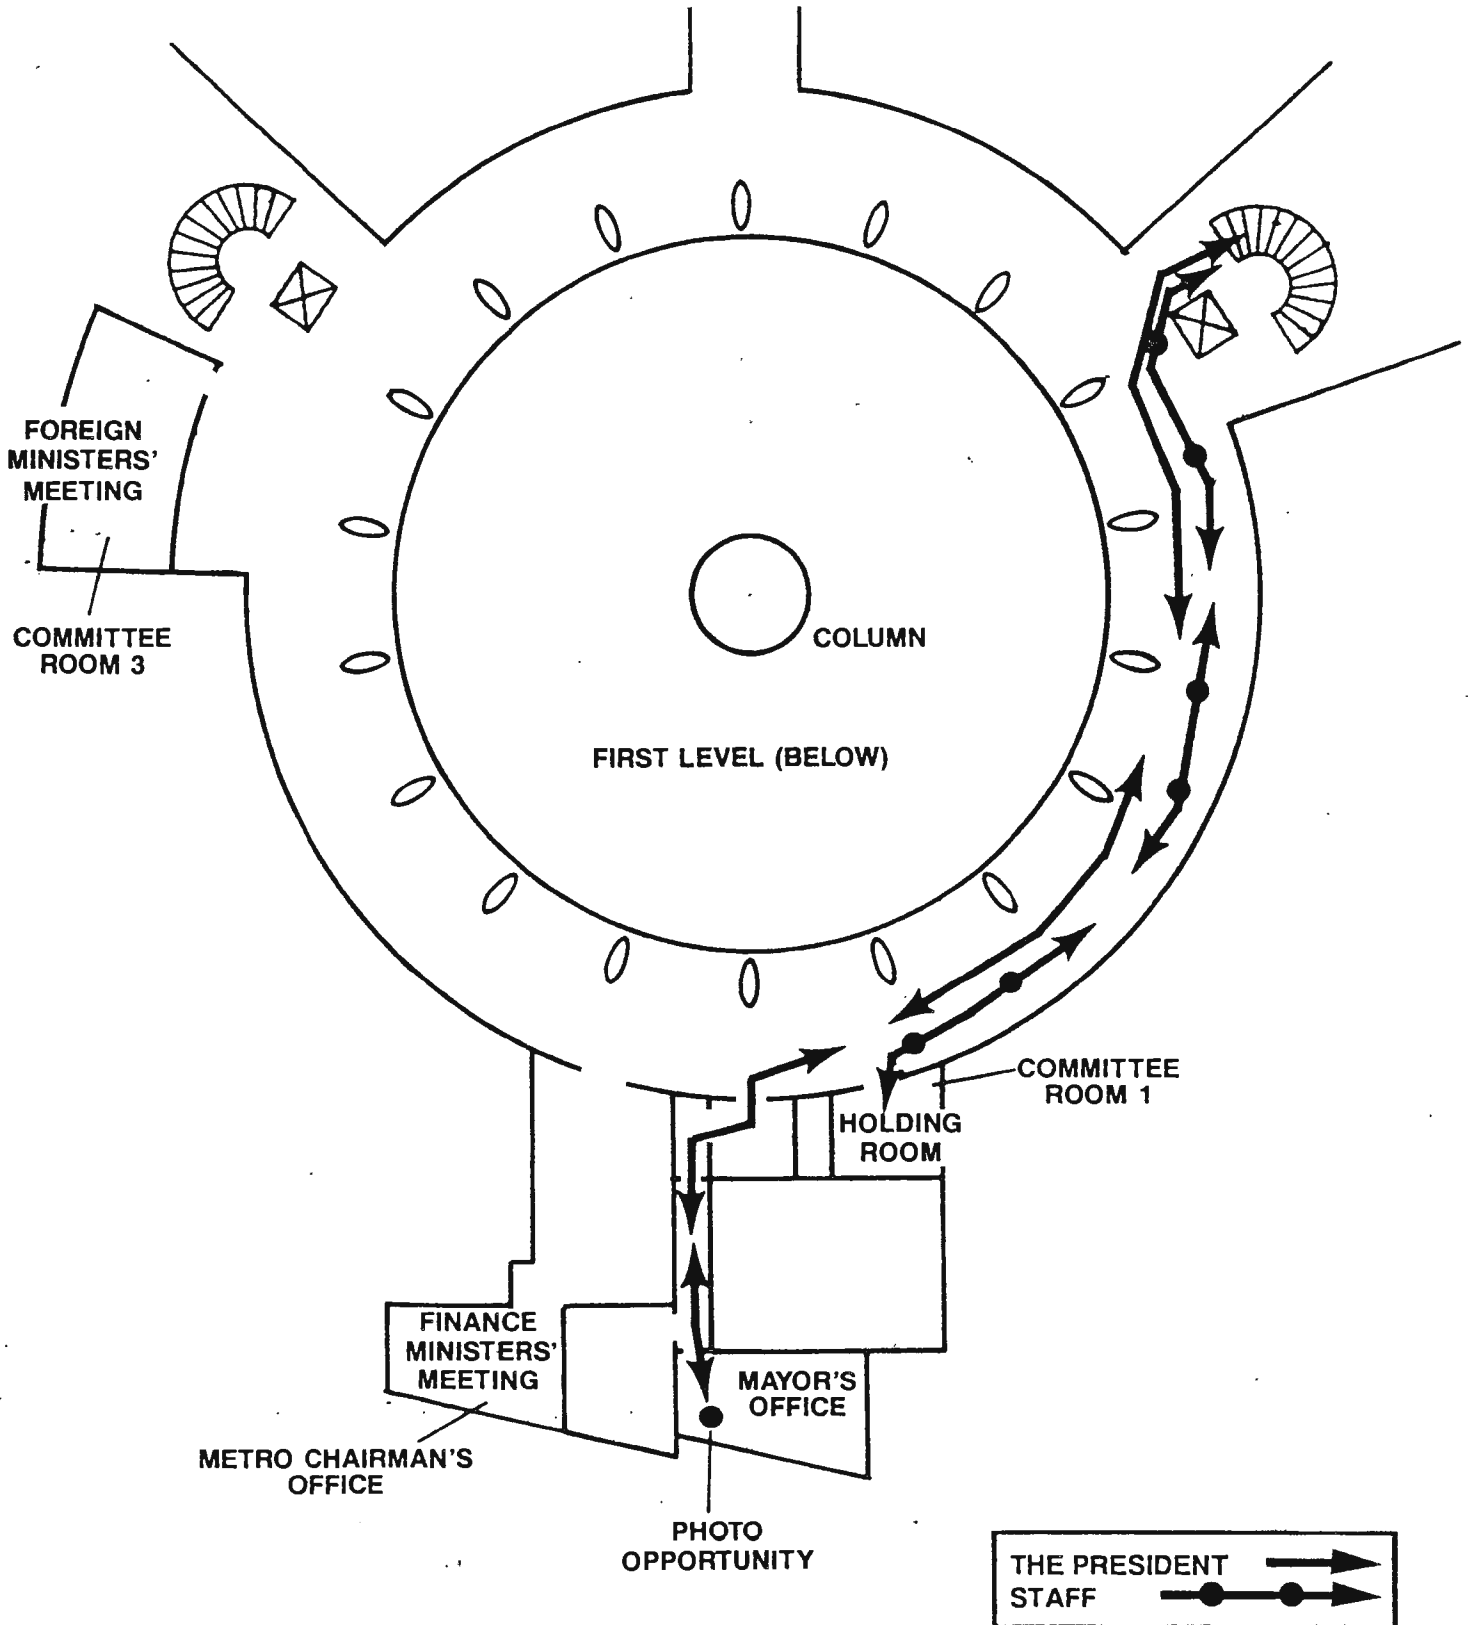 FOREIGN
MINISTERS'
MEETING
COMMITTEE
ROOM 3
COLUMN
FIRST LEVEL (BELOW)
COMMITTEE
ROOM 1
HOLDING
ROOM
FINANCE
MINISTERS'
MEETING
MAYOR'S
OFFICE
METRO CHAIRMAN'S
OFFICE
PHOTO
OPPORTUNITY
THE PRESIDENT
STAFF